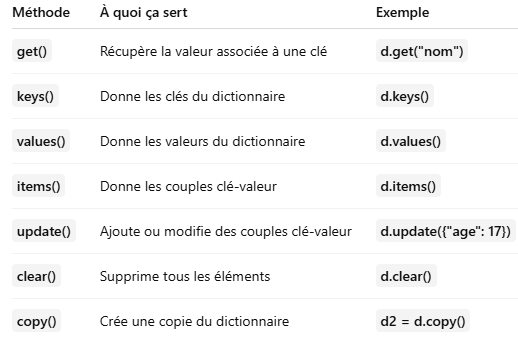 Méthode À quoi ça sert Exemple
get() Récupère la valeur associée à une clé d.get("nom")
keys() Donne les clés du dictionnaire d.keys()
values() Donne les valeurs du dictionnaire d.values()
items() Donne les couples clé-valeur d.items()
update() Ajoute ou modifie des couples clé-valeur d.update({"age": 17})
clear() Supprime tous les éléments d.clear()
copy() Crée une copie du dictionnaire d2 = d.copy()